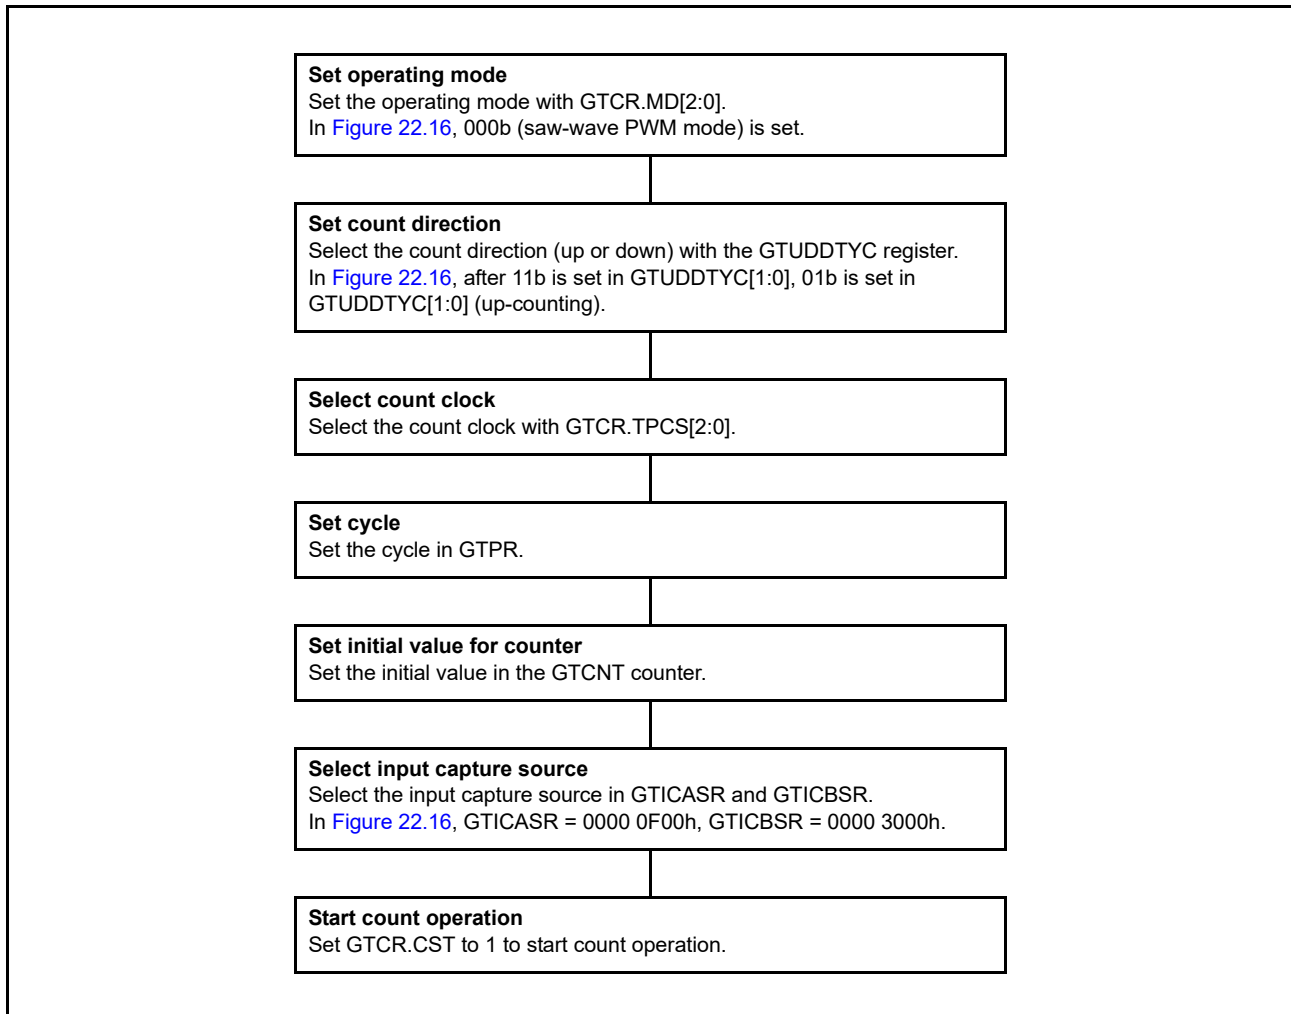 Set operating mode
Set the operating mode with GTCR.MD[2:0].
In Figure 22.16, 000b (saw-wave PWM mode) is set.
Set count direction
Select the count direction (up or down) with the GTUDDTYC register.
In Figure 22.16, after 11b is set in GTUDDTYC[1:0], 01b is set in
GTUDDTYC[1:0] (up-counting).
Select count clock
Select the count clock with GTCR.TPCS[2:0].
Set cycle
Set the cycle in GTPR.
Set initial value for counter
Set the initial value in the GTCNT counter.
Select input capture source
Select the input capture source in GTICASR and GTICBSR.
In Figure 22.16, GTICASR = 0000 0F00h, GTICBSR = 0000 3000h.
Start count operation
Set GTCR.CST to 1 to start count operation.